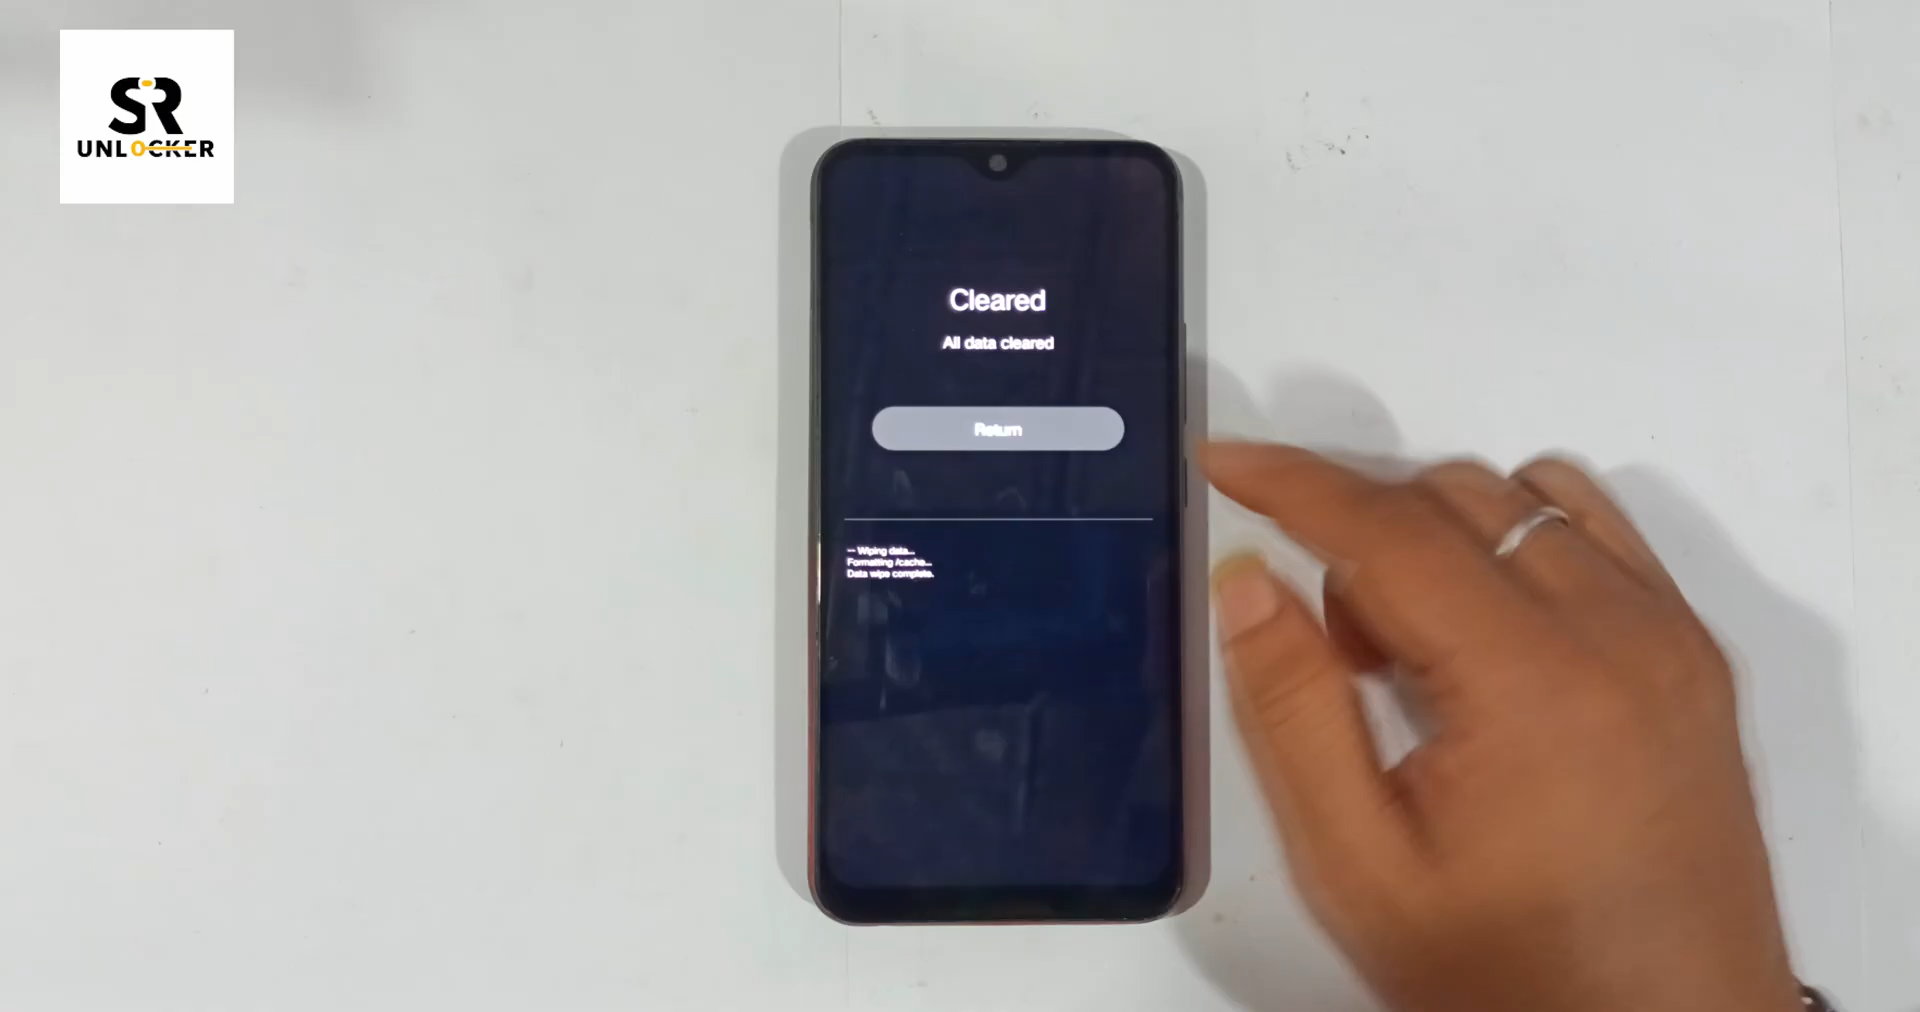 SR
UNLOCKER
Cleared
All data cleared
Return
-- Wiping data...
Formatting /cache...
Data wipe complete.